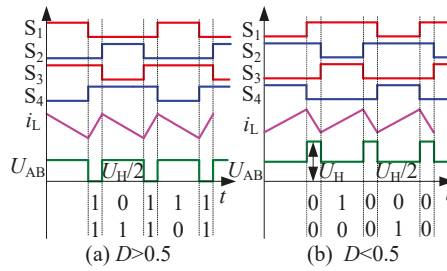 S1
S2
S3
S4
iL
UAB UH/2
t
1 0 1 1 1
1 1 1 0 1
(a) D>0.5
S1
S2
S3
S4
iL
UAB UH UH/2
t
0 1 0 0 0
0 0 0 1 0
(b) D<0.5